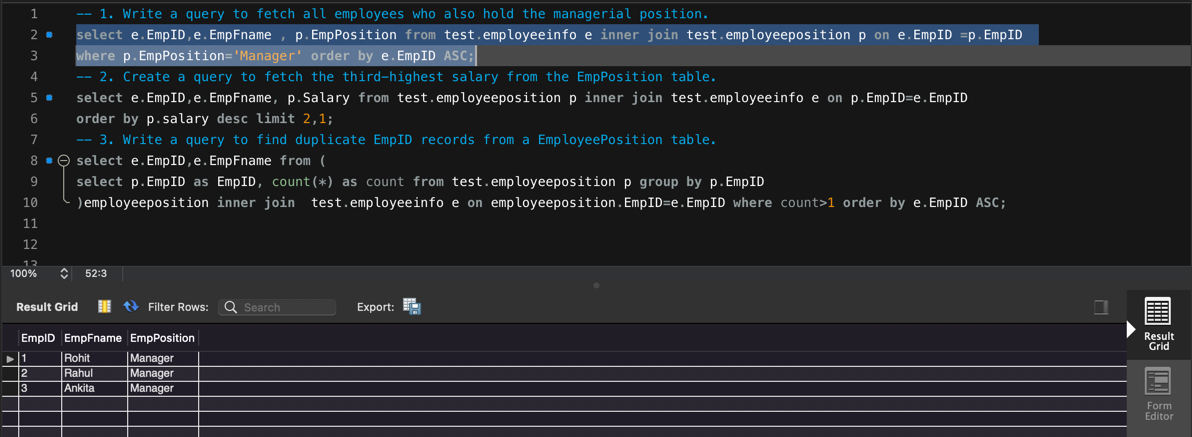 1 -- 1. Write a query to fetch all employees who also hold the managerial position.
2 select e.EmpID,e.EmpFname , p.EmpPosition from test.employeeinfo e inner join test.employeeposition p on e.EmpID =p.EmpID
3 where p.EmpPosition='Manager' order by e.EmpID ASC;
4 -- 2. Create a query to fetch the third-highest salary from the EmpPosition table.
5 select e.EmpID,e.EmpFname, p.Salary from test.employeeposition p inner join test.employeeinfo e on p.EmpID=e.EmpID
6 order by p.salary desc limit 2,1;
7 -- 3. Write a query to find duplicate EmpID records from a EmployeePosition table.
8 select e.EmpID,e.EmpFname from (
9 select p.EmpID as EmpID, count(*) as count from test.employeeposition p group by p.EmpID
10 )employeeposition inner join  test.employeeinfo e on employeeposition.EmpID=e.EmpID where count>1 order by e.EmpID ASC;
11
12
13
100% 52:3
Result Grid Filter Rows: Search Export:
EmpID EmpFname EmpPosition
1 Rohit Manager
2 Rahul Manager
3 Ankita Manager
Result
Grid
Form
Editor